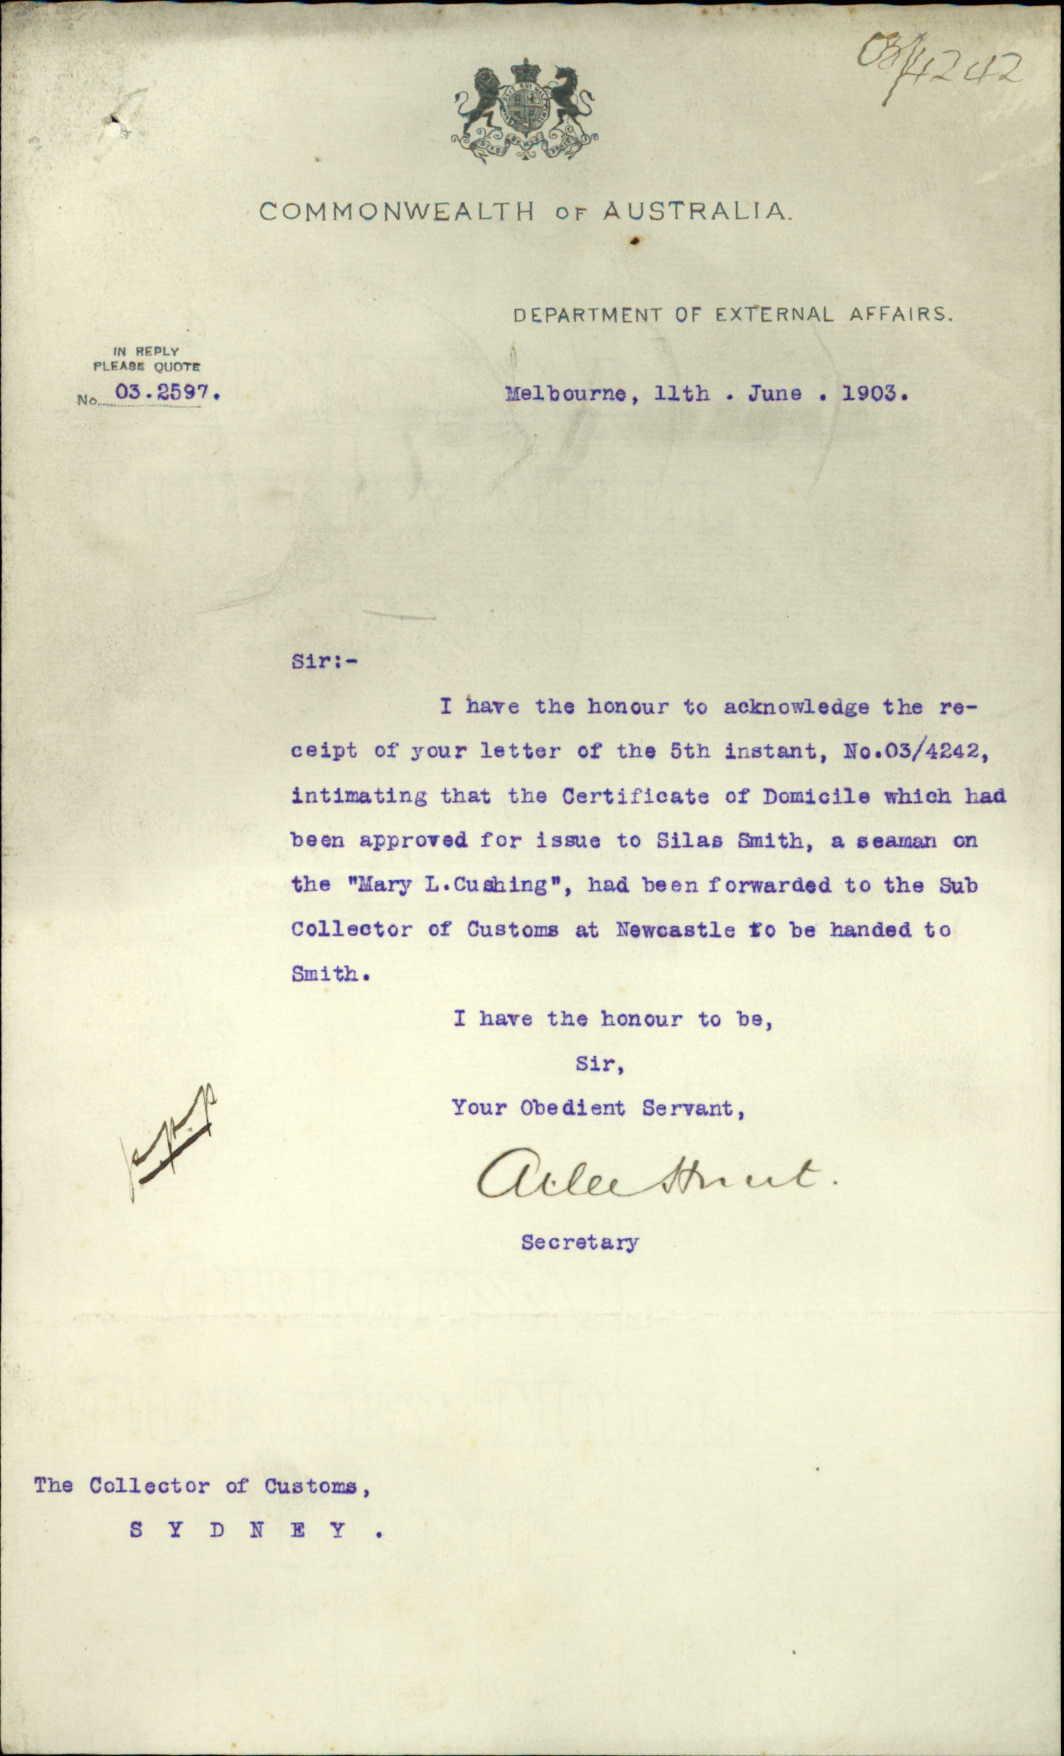 03/4242
COMMONWEALTH OF AUSTRALIA.
DEPARTMENT OF EXTERNAL AFFAIRS.
IN REPLY
PLEASE QUOTE
No. 03.2597.
Melbourne, 11th . June . 1903.
Sir:-
I have the honour to acknowledge the re-
ceipt of your letter of the 5th instant, No.03/4242,
intimating that the Certificate of Domicile which had
been approved for issue to Silas Smith, a seaman on
the "Mary L.Cushing", had been forwarded to the Sub
Collector of Customs at Newcastle to be handed to
Smith.
I have the honour to be,
Sir,
Your Obedient Servant,
Atlee Hunt.
Secretary
p.p.p
The Collector of Customs,
S Y D N E Y .